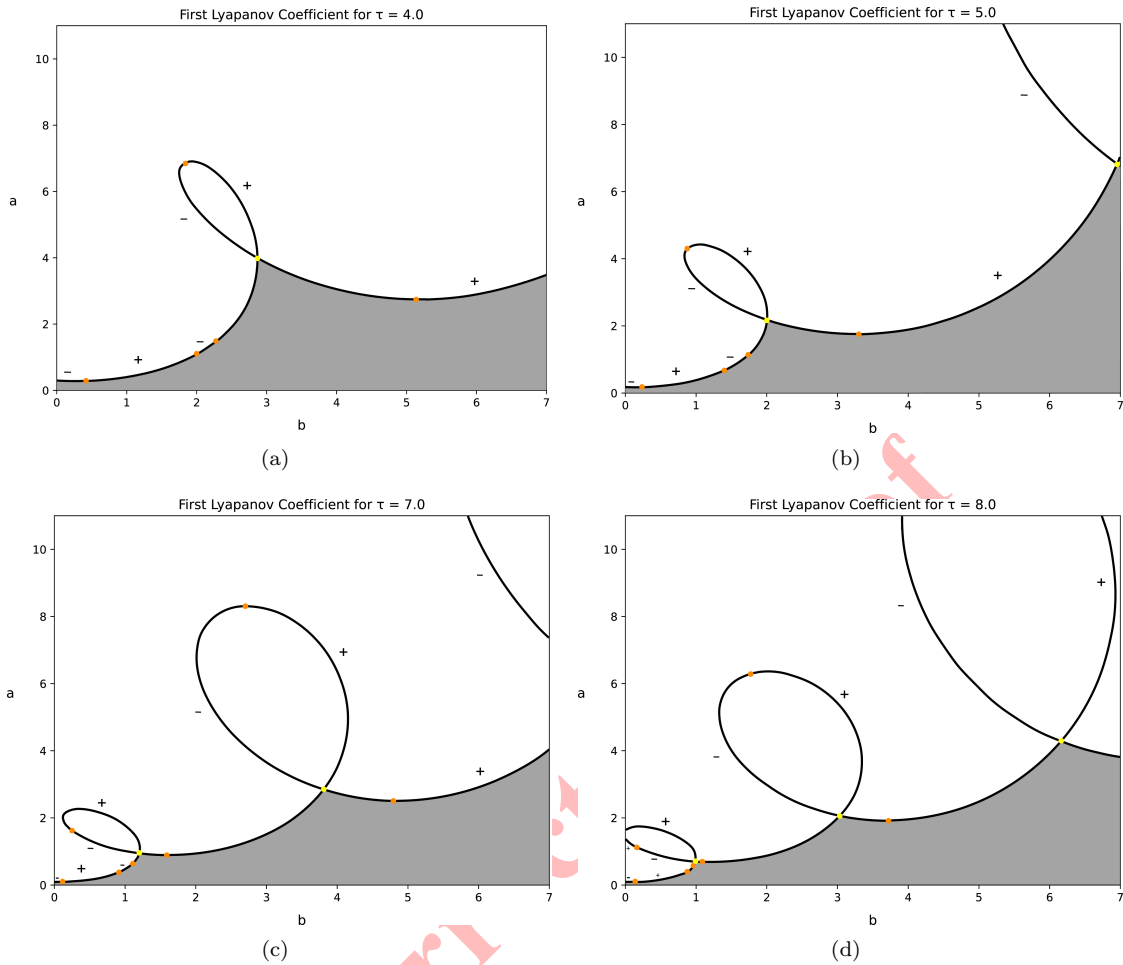 First Lyapanov Coefficient for τ = 4.0
10
8
6
4
2
0
a
+
−
+
−
+
−
0 1 2 3 4 5 6 7
b
(a)
First Lyapanov Coefficient for τ = 5.0
10
8
6
4
2
0
a
−
+
−
+
−
+
−
0 1 2 3 4 5 6 7
b
(b)
First Lyapanov Coefficient for τ = 7.0
10
8
6
4
2
0
a
−
+
−
+
+
−
−
+
−
0 1 2 3 4 5 6 7
b
(c)
First Lyapanov Coefficient for τ = 8.0
10
8
6
4
2
0
a
+
−
+
−
+
+
−
+
−
0 1 2 3 4 5 6 7
b
(d)